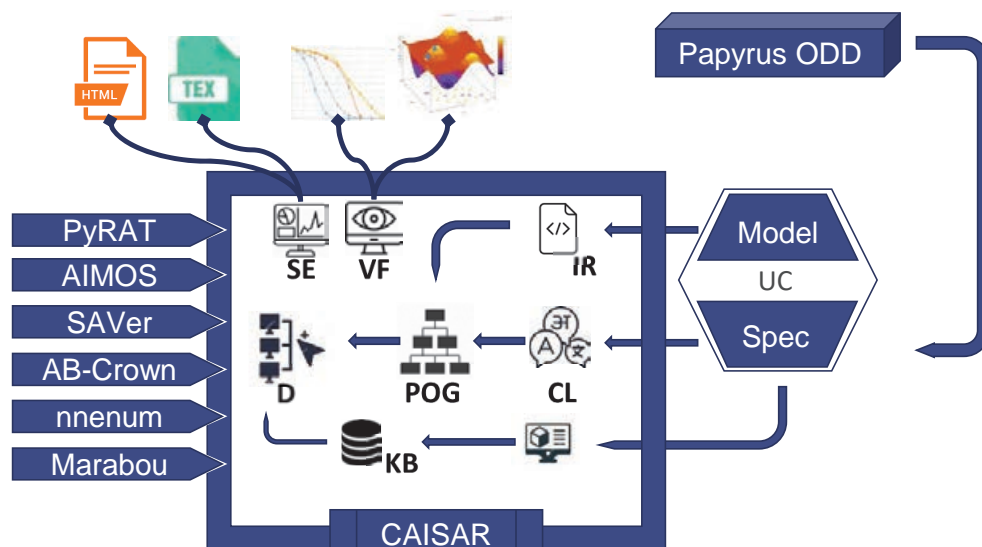 Papyrus ODD
HTML
TEX
PyRAT
AIMOS
SAVer
AB-Crown
nnenum
Marabou
SE
VF
</>
IR
Model
UC
Spec
D
POG
A
CL
KB
CAISAR